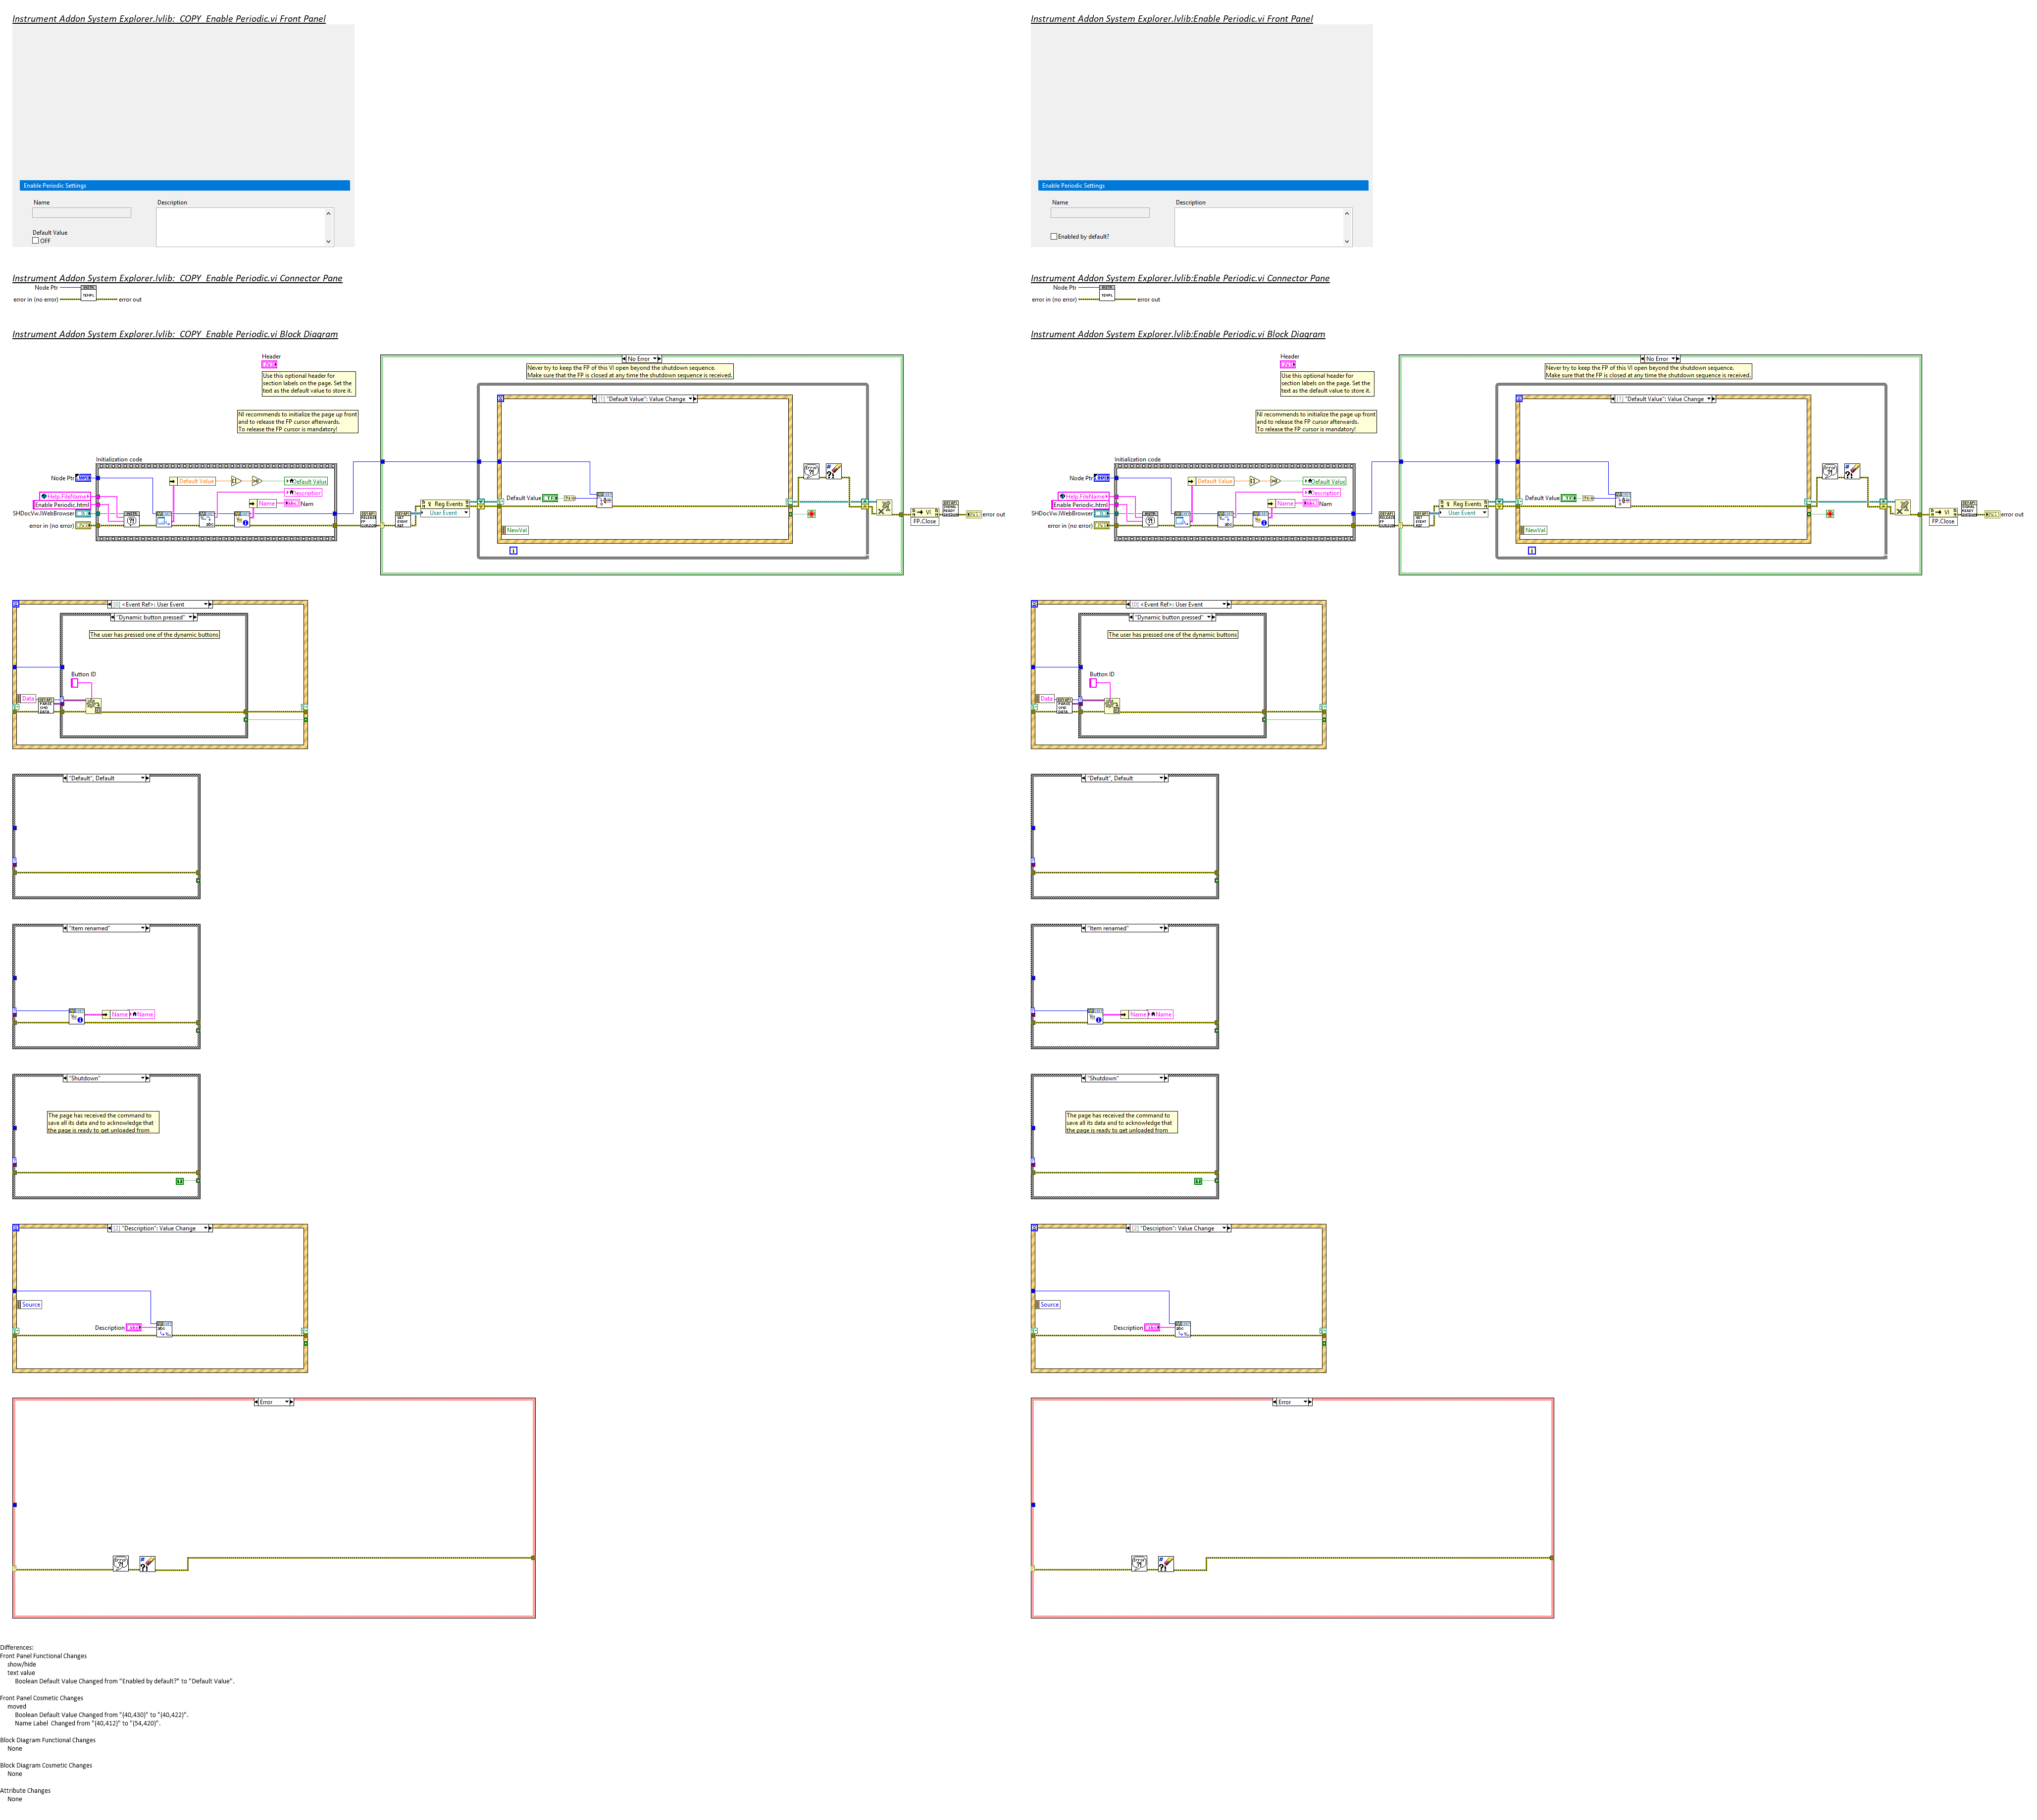 Instrument Addon System Explorer.lvlib:_COPY_Enable Periodic.vi Front Panel
Enable Periodic Settings
Name
Description
Default Value
OFF
Instrument Addon System Explorer.lvlib:_COPY_Enable Periodic.vi Connector Pane
Node Ptr
error in (no error)
error out
Instrument Addon System Explorer.lvlib:_COPY_Enable Periodic.vi Block Diagram
Header
Use this optional header for
section labels on the page. Set the
text as the default value to store it.
NI recommends to initialize the page up front
and to release the FP cursor afterwards.
To release the FP cursor is mandatory!
No Error
Never try to keep the FP of this VI open beyond the shutdown sequence.
Make sure that the FP is closed at any time the shutdown sequence is received.
[1] "Default Value": Value Change
Initialization code
Node Ptr
Help.FileName
Enable Periodic.html
SHDocVw.IWebBrowser
error in (no error)
Default Value
Default Value
Description
Name
Nam
Reg Events
User Event
Default Value
NewVal
VI
FP.Close
error out
[0] <Event Ref>: User Event
"Dynamic button pressed"
The user has pressed one of the dynamic buttons
Button ID
Data
"Default", Default
"Item renamed"
Name
Name
"Shutdown"
The page has received the command to
save all its data and to acknowledge that
the page is ready to get unloaded from
[2] "Description": Value Change
Source
Description
Error
Instrument Addon System Explorer.lvlib:Enable Periodic.vi Front Panel
Enable Periodic Settings
Name
Description
Enabled by default?
Instrument Addon System Explorer.lvlib:Enable Periodic.vi Connector Pane
Node Ptr
error in (no error)
error out
Instrument Addon System Explorer.lvlib:Enable Periodic.vi Block Diagram
Header
Use this optional header for
section labels on the page. Set the
text as the default value to store it.
NI recommends to initialize the page up front
and to release the FP cursor afterwards.
To release the FP cursor is mandatory!
No Error
Never try to keep the FP of this VI open beyond the shutdown sequence.
Make sure that the FP is closed at any time the shutdown sequence is received.
[1] "Default Value": Value Change
Initialization code
Node Ptr
Help.FileName
Enable Periodic.html
SHDocVw.IWebBrowser
error in (no error)
Default Value
Default Value
Description
Name
Nam
Reg Events
User Event
Default Value
NewVal
VI
FP.Close
error out
[0] <Event Ref>: User Event
"Dynamic button pressed"
The user has pressed one of the dynamic buttons
Button ID
Data
"Default", Default
"Item renamed"
Name
Name
"Shutdown"
The page has received the command to
save all its data and to acknowledge that
the page is ready to get unloaded from
[2] "Description": Value Change
Source
Description
Error
Differences:
Front Panel Functional Changes
show/hide
text value
Boolean Default Value Changed from "Enabled by default?" to "Default Value".
Front Panel Cosmetic Changes
moved
Boolean Default Value Changed from "(40,430)" to "(40,422)".
Name Label  Changed from "(40,412)" to "(54,420)".
Block Diagram Functional Changes
None
Block Diagram Cosmetic Changes
None
Attribute Changes
None